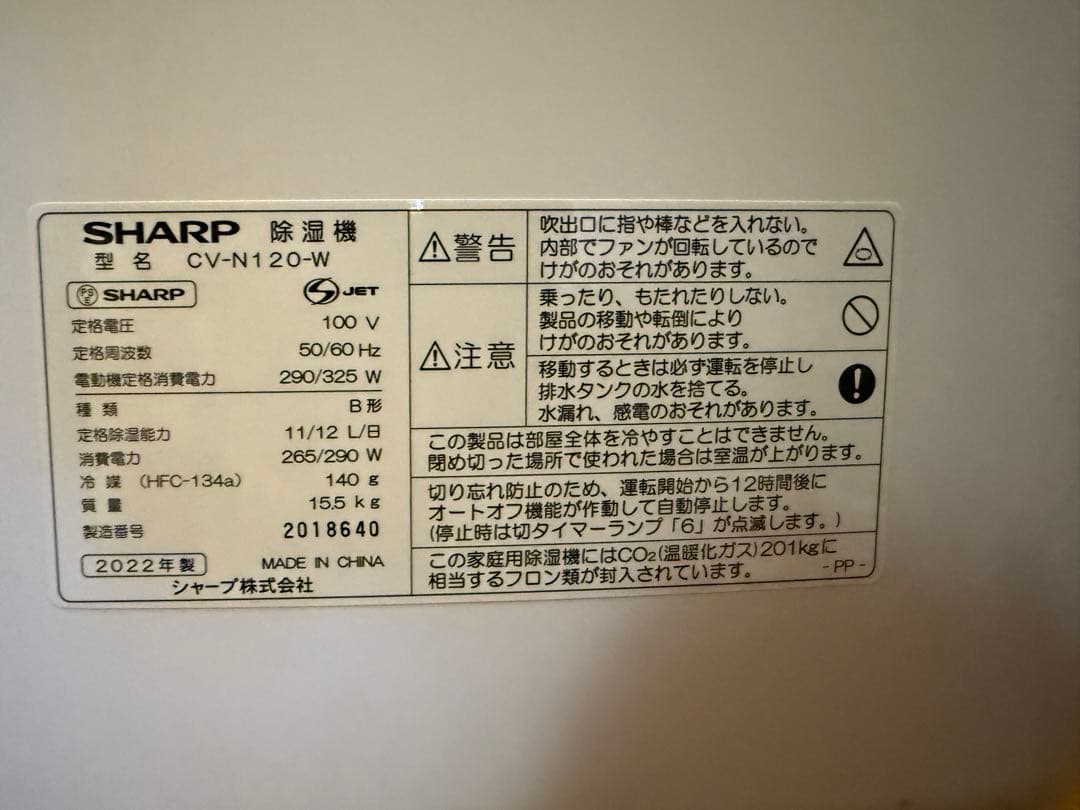 SHARP 除湿機
型名 CV-N120-W
PSE SHARP
S JET
定格電圧 100 V
定格周波数 50/60 Hz
電動機定格消費電力 290/325 W
種類 B形
定格除湿能力 11/12 L/日
消費電力 265/290 W
冷媒 (HFC-134a) 140 g
質量 15.5 kg
製造番号 2018640
2022年製 MADE IN CHINA
シャープ株式会社
⚠警告
吹出口に指や棒などを入れない。
内部でファンが回転しているので
けがのおそれがあります。
⚠注意
乗ったり、もたれたりしない。
製品の移動や転倒により
けがのおそれがあります。
移動するときは必ず運転を停止し
排水タンクの水を捨てる。
水漏れ、感電のおそれがあります。
この製品は部屋全体を冷やすことはできません。
閉め切った場所で使われた場合は室温が上がります。
切り忘れ防止のため、運転開始から12時間後に
オートオフ機能が作動して自動停止します。
(停止時は切タイマーランプ「6」が点滅します。)
この家庭用除湿機にはCO₂(温暖化ガス)201kgに
相当するフロン類が封入されています。 -PP-